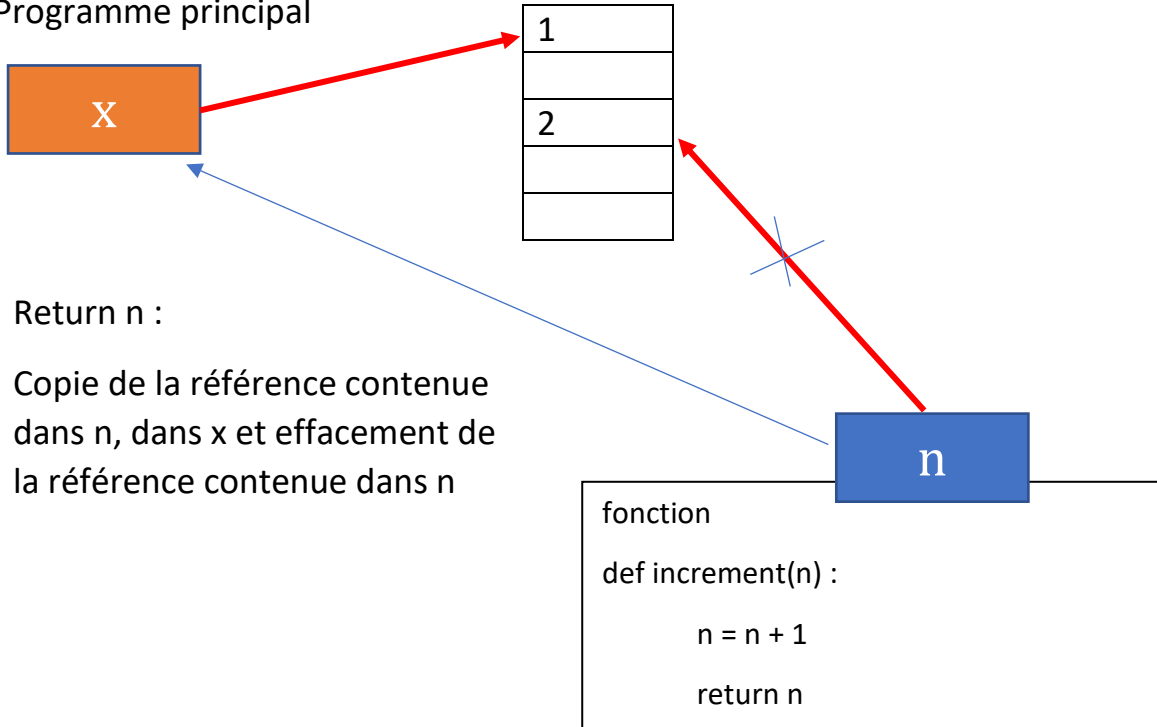 Programme principal
1
x
2
Return n :
Copie de la référence contenue
dans n, dans x et effacement de
la référence contenue dans n
n
fonction
def increment(n) :
n = n + 1
return n